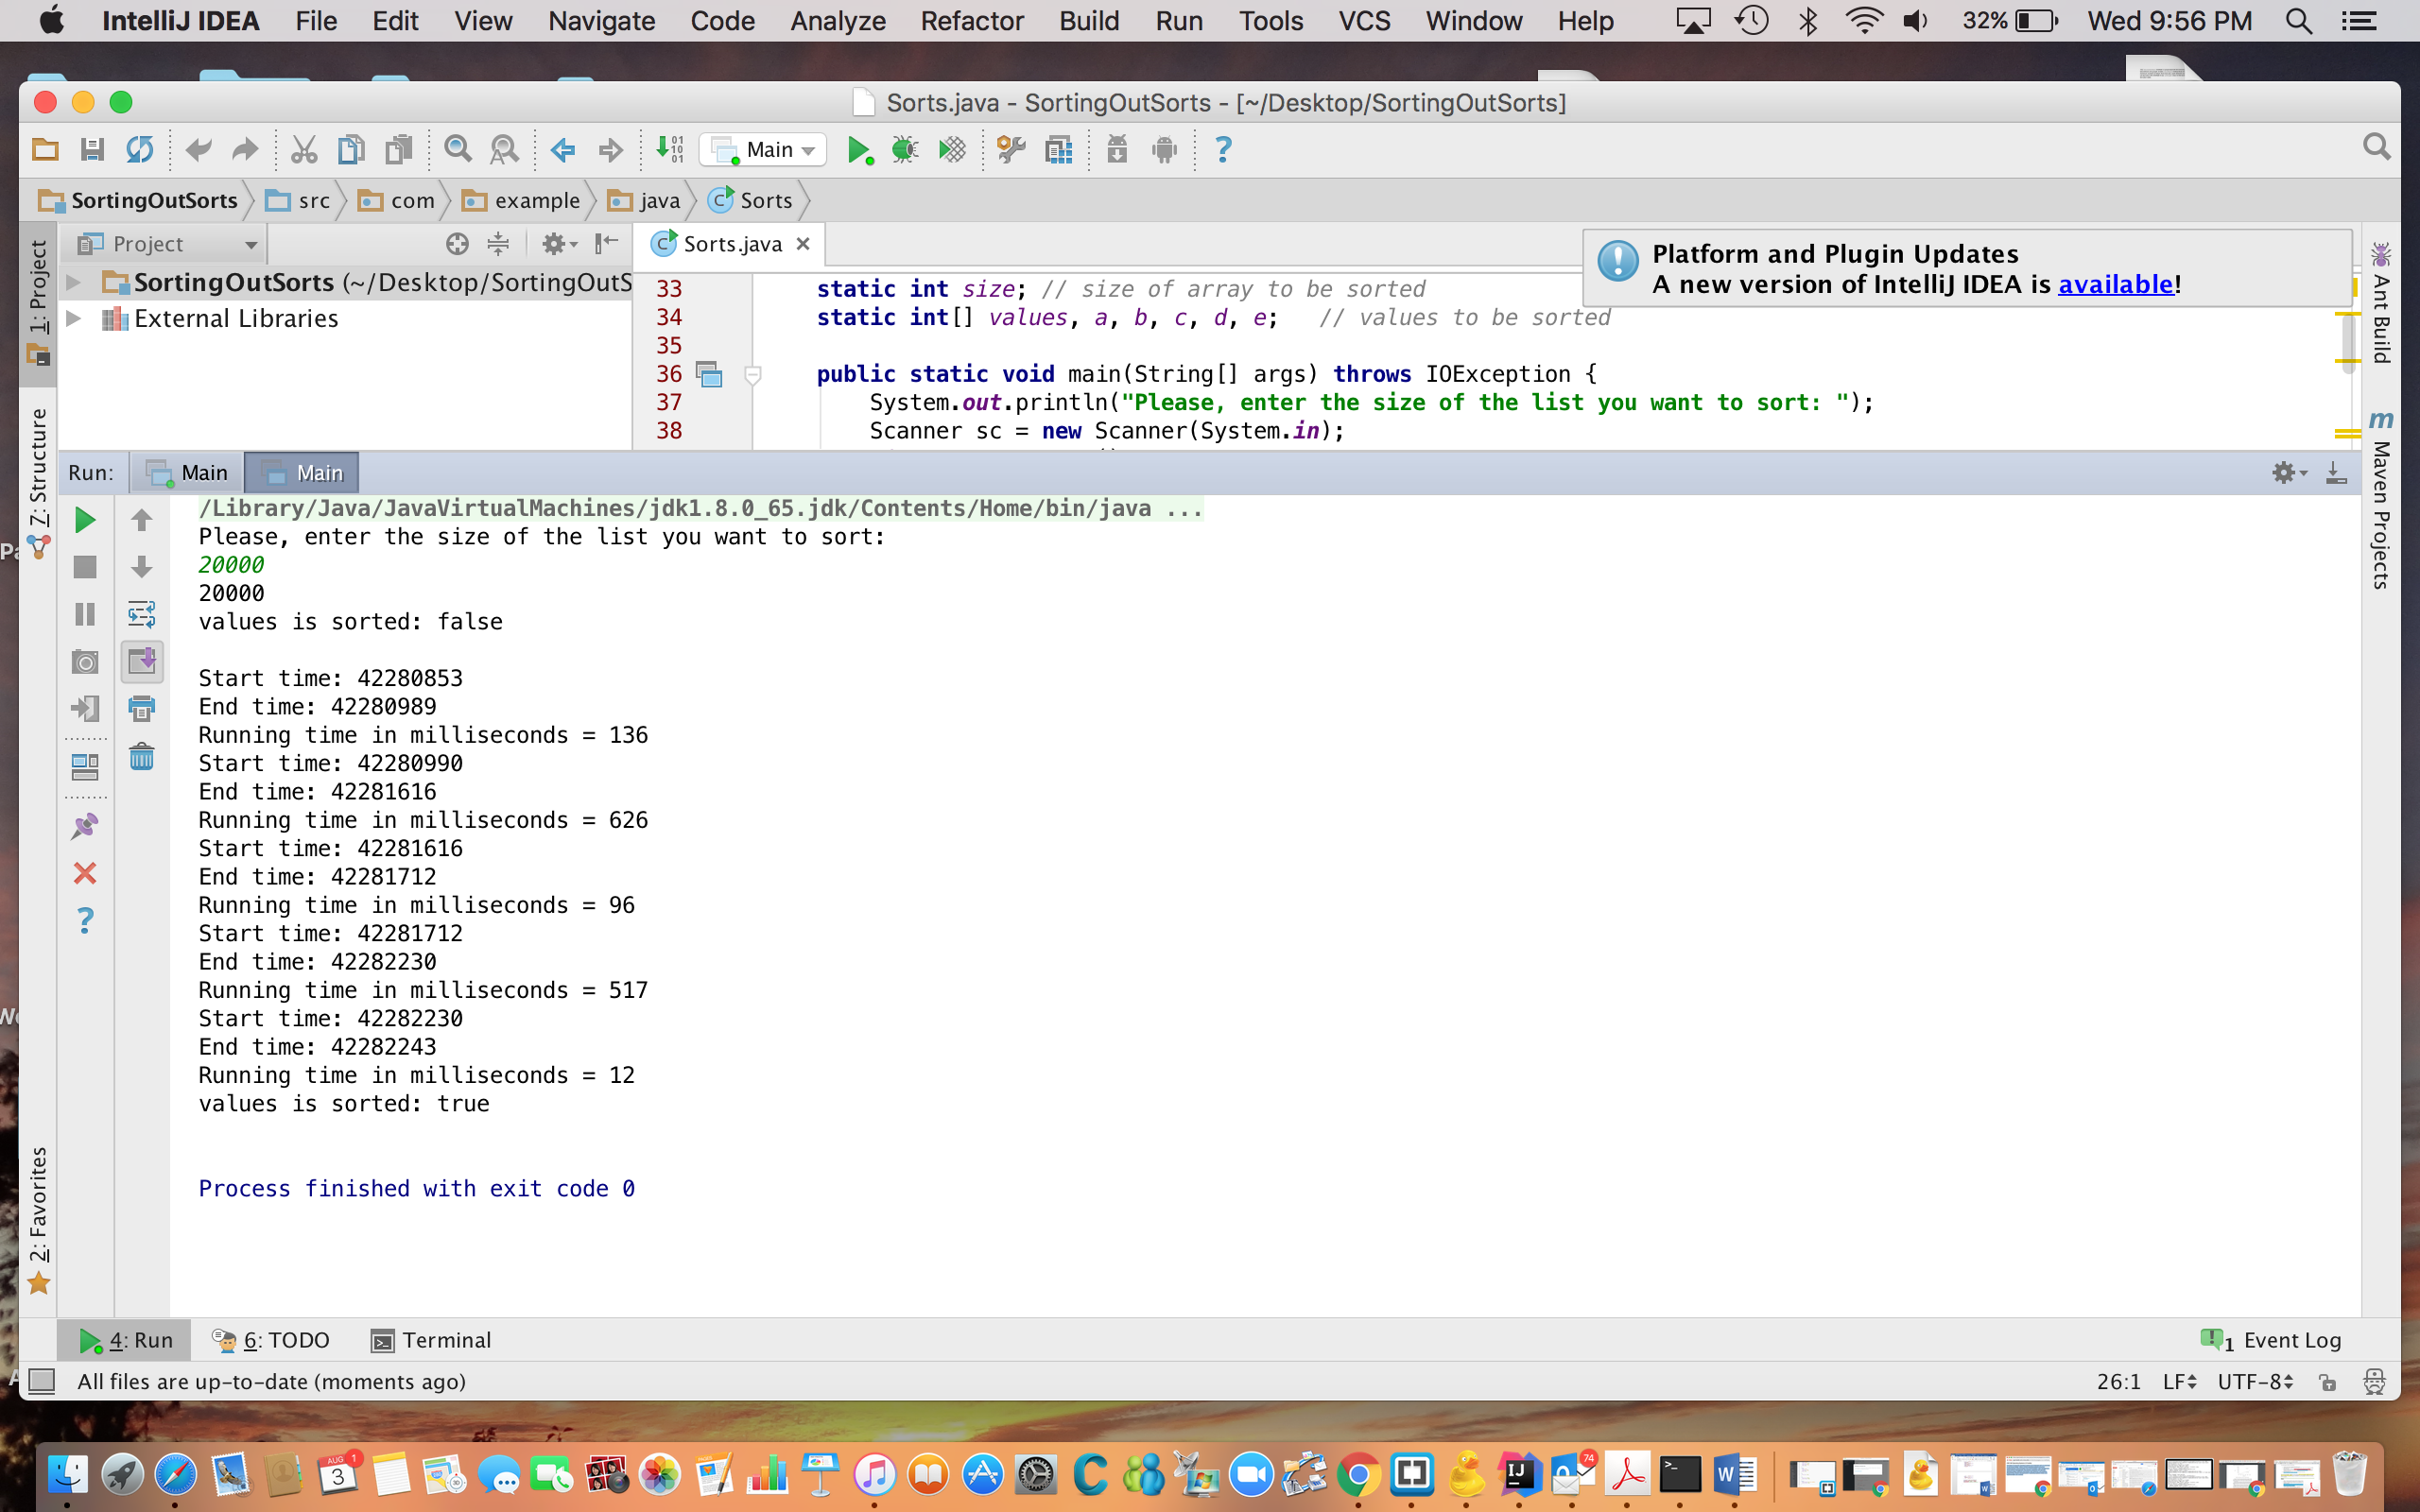 IntelliJ IDEA File Edit View Navigate Code Analyze Refactor Build Run Tools VCS Window Help 32% Wed 9:56 PM
Sorts.java - SortingOutSorts - [~/Desktop/SortingOutSorts]
Main
SortingOutSorts src com example java Sorts
1: Project
Project
Sorts.java
Platform and Plugin Updates
A new version of IntelliJ IDEA is available!
SortingOutSorts (~/Desktop/SortingOutS
External Libraries
33 static int size; // size of array to be sorted
34 static int[] values, a, b, c, d, e;   // values to be sorted
35
36 public static void main(String[] args) throws IOException {
37 System.out.println("Please, enter the size of the list you want to sort: ");
38 Scanner sc = new Scanner(System.in);
Ant Build
Maven Projects
Z: Structure
Run: Main Main
/Library/Java/JavaVirtualMachines/jdk1.8.0_65.jdk/Contents/Home/bin/java ...
Please, enter the size of the list you want to sort:
20000
20000
values is sorted: false
Start time: 42280853
End time: 42280989
Running time in milliseconds = 136
Start time: 42280990
End time: 42281616
Running time in milliseconds = 626
Start time: 42281616
End time: 42281712
Running time in milliseconds = 96
Start time: 42281712
End time: 42282230
Running time in milliseconds = 517
Start time: 42282230
End time: 42282243
Running time in milliseconds = 12
values is sorted: true
Process finished with exit code 0
2: Favorites
4: Run 6: TODO Terminal 1 Event Log
All files are up-to-date (moments ago) 26:1 LF UTF-8
AUG 3 1 IJ 74 W